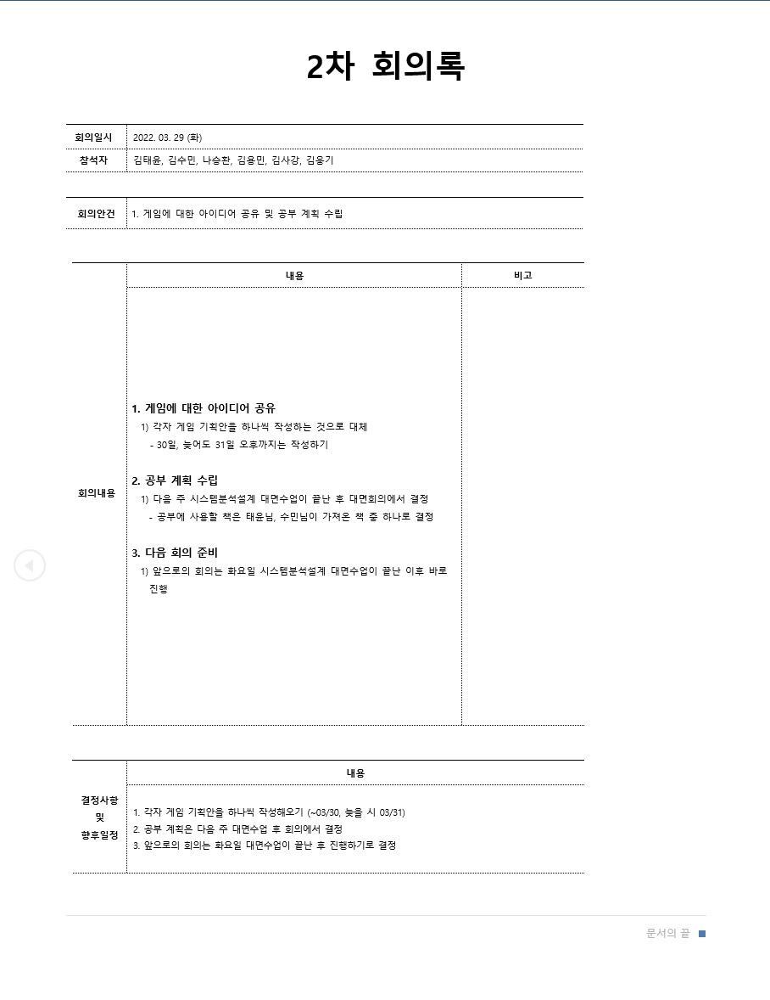 2차 회의록
회의일시 2022. 03. 29 (화)
참석자 김태윤, 김수민, 나승환, 김용민, 김사강, 김웅기
회의안건 1. 게임에 대한 아이디어 공유 및 공부 계획 수립
내용 비고
1. 게임에 대한 아이디어 공유
1) 각자 게임 기획안을 하나씩 작성하는 것으로 대체
- 30일, 늦어도 31일 오후까지는 작성하기
2. 공부 계획 수립
회의내용
1) 다음 주 시스템분석설계 대면수업이 끝난 후 대면회의에서 결정
- 공부에 사용할 책은 태윤님, 수민님이 가져온 책 중 하나로 결정
3. 다음 회의 준비
1) 앞으로의 회의는 화요일 시스템분석설계 대면수업이 끝난 이후 바로
진행
내용
결정사항
및
향후일정
1. 각자 게임 기획안을 하나씩 작성해오기 (~03/30, 늦을 시 03/31)
2. 공부 계획은 다음 주 대면수업 후 회의에서 결정
3. 앞으로의 회의는 화요일 대면수업이 끝난 후 진행하기로 결정
문서의 끝